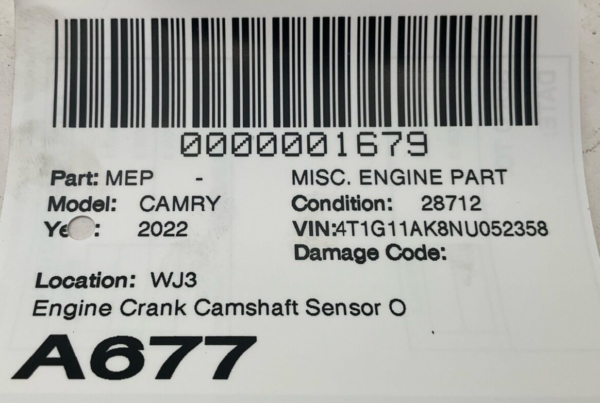 0000001679
Part: MEP - MISC. ENGINE PART
Model: CAMRY Condition: 28712
Ye : 2022 VIN:4T1G11AK8NU052358
Damage Code:
Location: WJ3
Engine Crank Camshaft Sensor O
A677